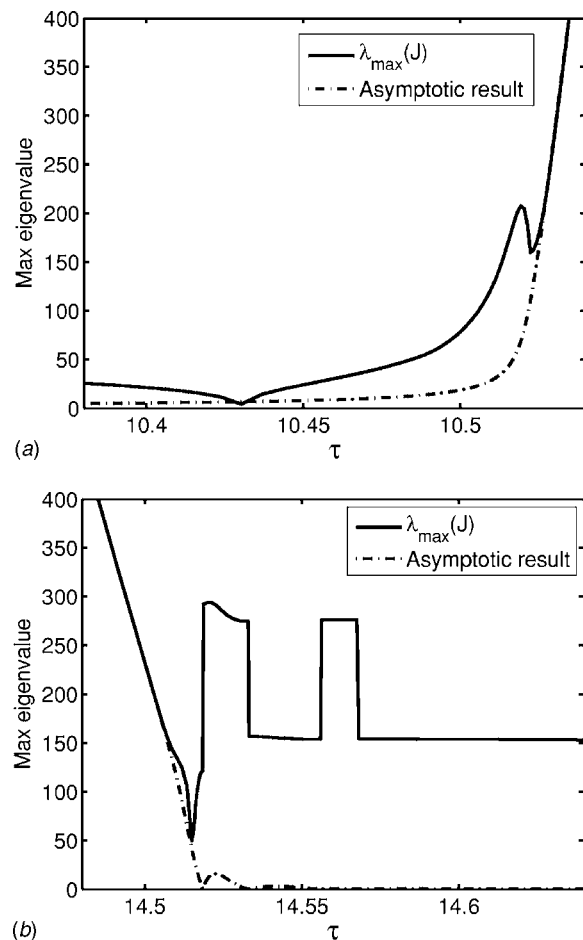 400
350
300
250
200
150
100
50
0
Max eigenvalue
λmax(J)
Asymptotic result
10.4
10.45
10.5
τ
(a)
400
350
300
250
200
150
100
50
0
Max eigenvalue
λmax(J)
Asymptotic result
14.5
14.55
14.6
τ
(b)